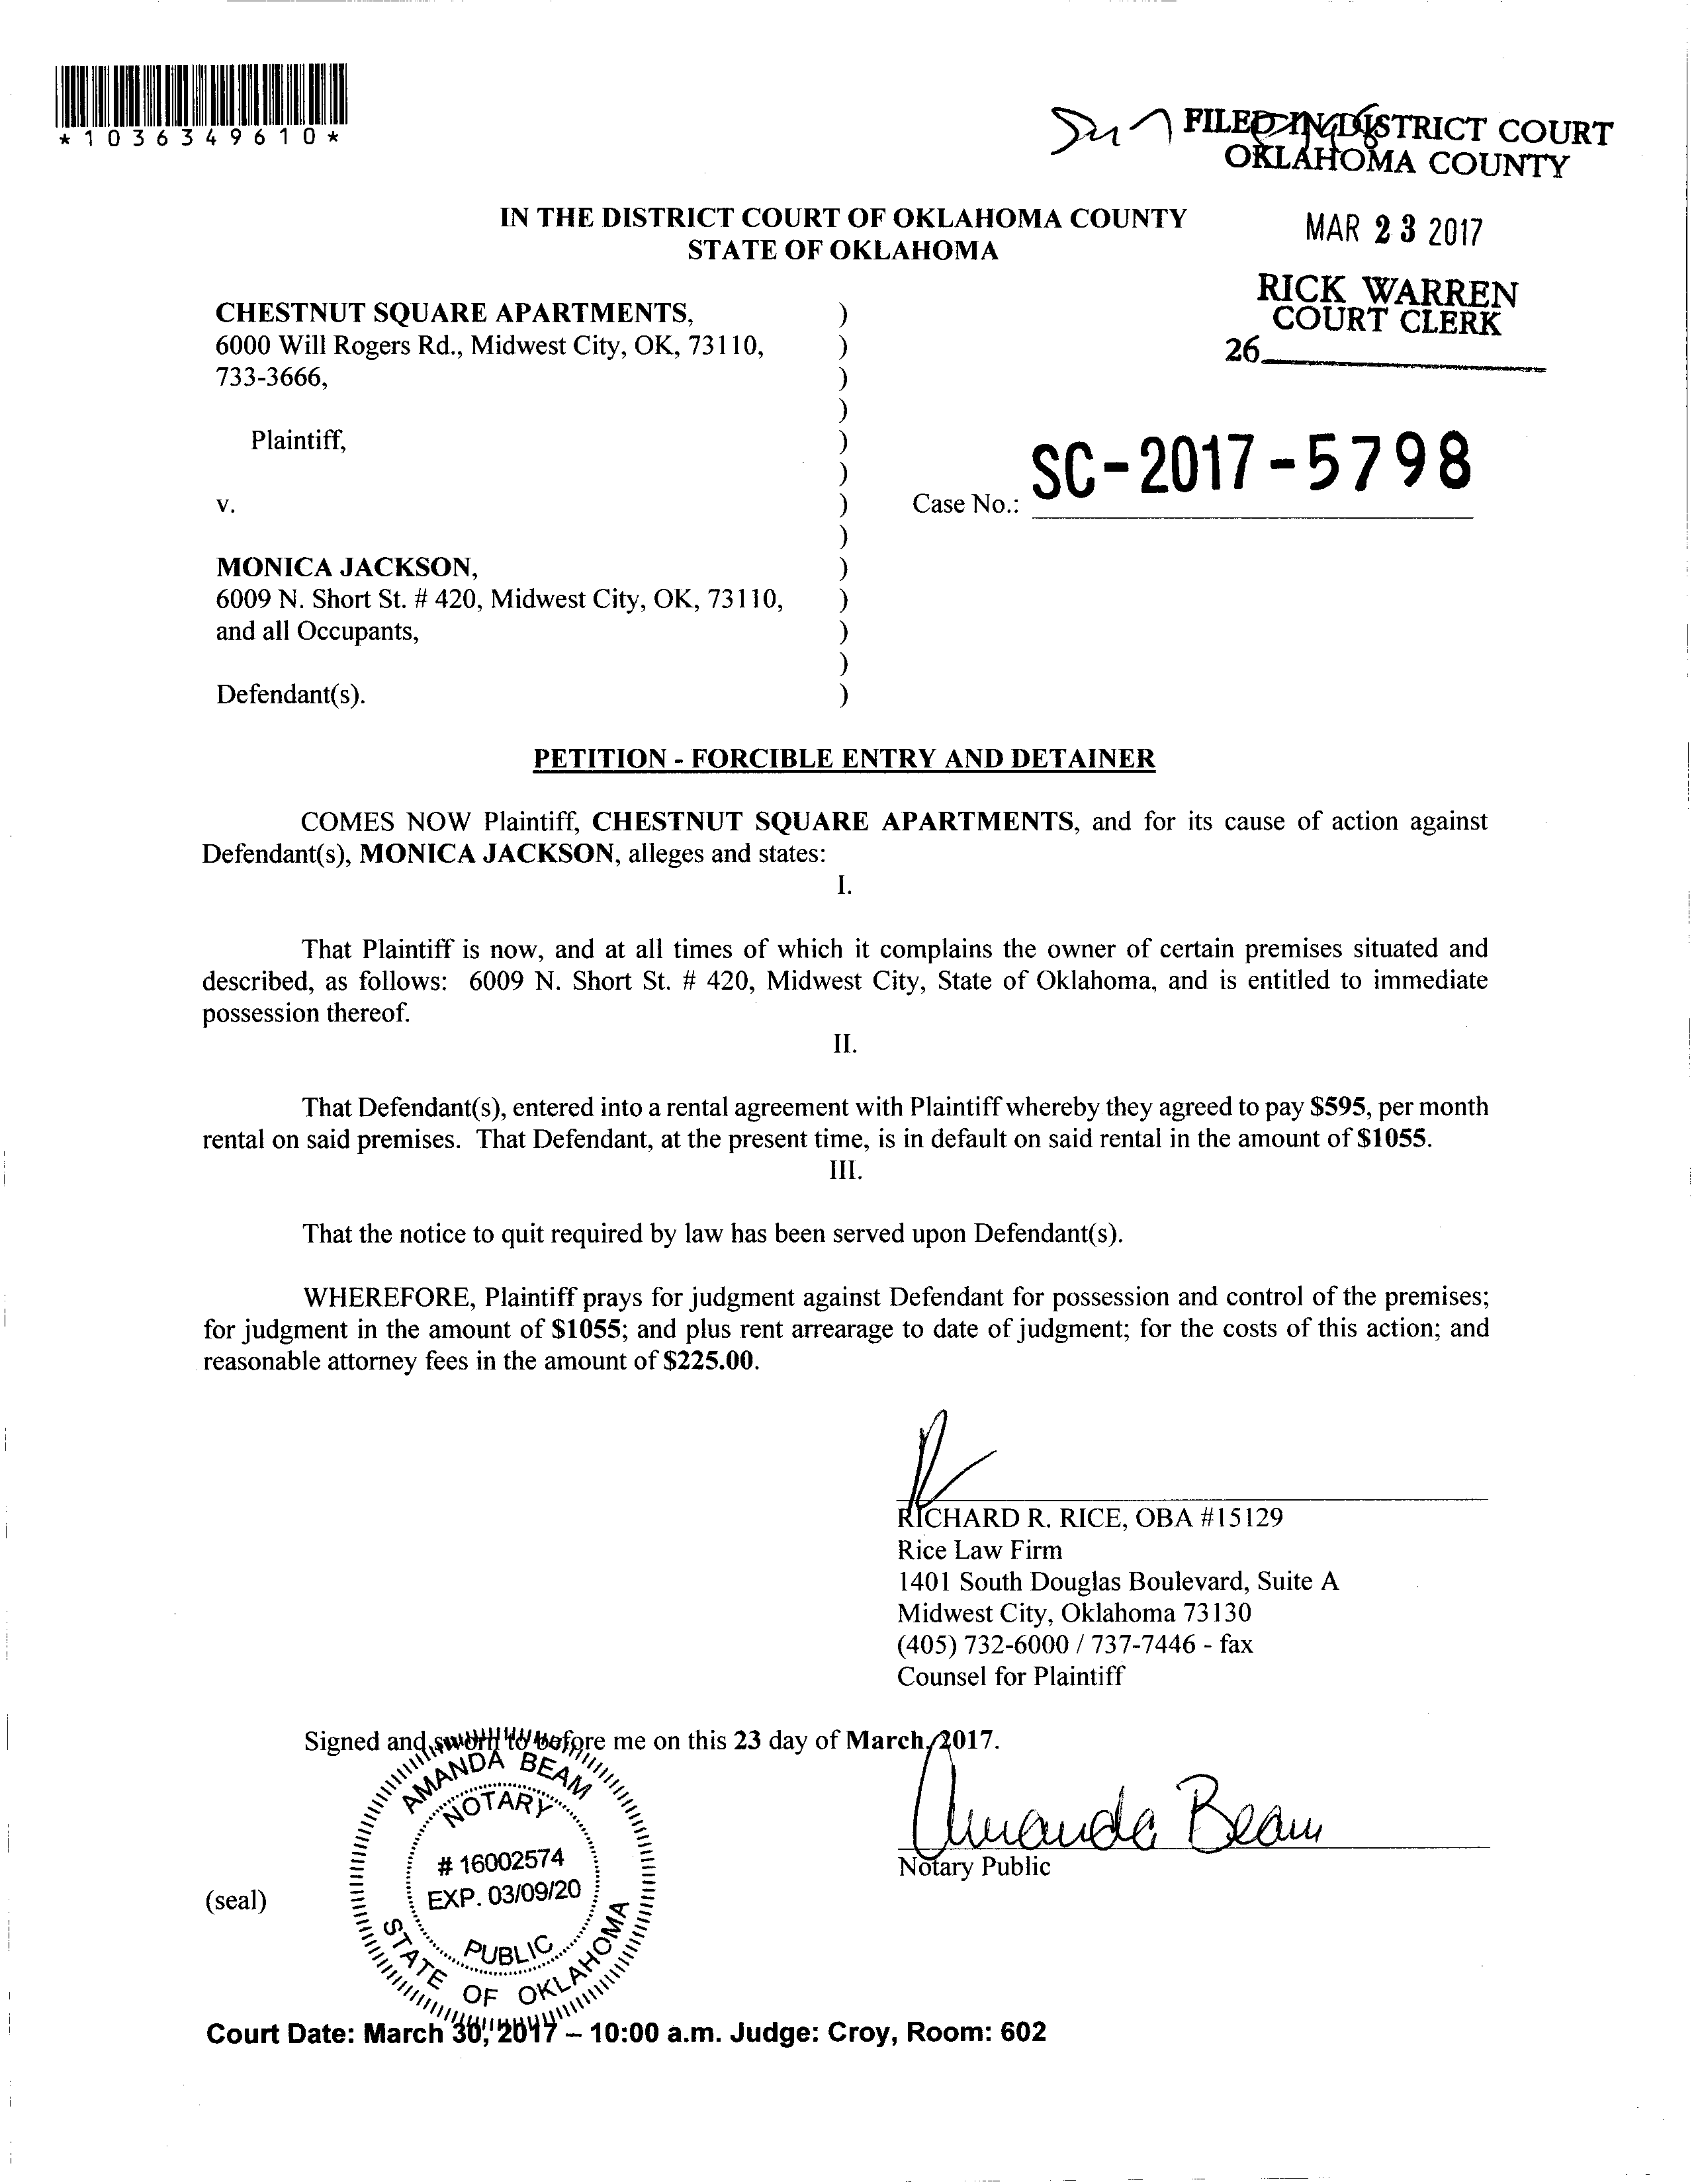 *1036349610*
FILED IN DISTRICT COURT
OKLAHOMA COUNTY
IN THE DISTRICT COURT OF OKLAHOMA COUNTY
STATE OF OKLAHOMA
MAR 23 2017
RICK WARREN
COURT CLERK
26
CHESTNUT SQUARE APARTMENTS, )
6000 Will Rogers Rd., Midwest City, OK, 73110, )
733-3666, )
)
Plaintiff, )
)
v. ) Case No.: SC-2017-5798
)
MONICA JACKSON, )
6009 N. Short St. # 420, Midwest City, OK, 73110, )
and all Occupants, )
)
Defendant(s). )
PETITION - FORCIBLE ENTRY AND DETAINER
COMES NOW Plaintiff, CHESTNUT SQUARE APARTMENTS, and for its cause of action against
Defendant(s), MONICA JACKSON, alleges and states:
I.
That Plaintiff is now, and at all times of which it complains the owner of certain premises situated and
described, as follows: 6009 N. Short St. # 420, Midwest City, State of Oklahoma, and is entitled to immediate
possession thereof.
II.
That Defendant(s), entered into a rental agreement with Plaintiff whereby they agreed to pay $595, per month
rental on said premises. That Defendant, at the present time, is in default on said rental in the amount of $1055.
III.
That the notice to quit required by law has been served upon Defendant(s).
WHEREFORE, Plaintiff prays for judgment against Defendant for possession and control of the premises;
for judgment in the amount of $1055; and plus rent arrearage to date of judgment; for the costs of this action; and
reasonable attorney fees in the amount of $225.00.
RICHARD R. RICE, OBA #15129
Rice Law Firm
1401 South Douglas Boulevard, Suite A
Midwest City, Oklahoma 73130
(405) 732-6000 / 737-7446 - fax
Counsel for Plaintiff
Signed and sworn to before me on this 23 day of March, 2017.
AMANDA BEAM
NOTARY
# 16002574
EXP. 03/09/20
PUBLIC
STATE OF OKLAHOMA
Amanda Beam
Notary Public
(seal)
Court Date: March 30, 2017 – 10:00 a.m. Judge: Croy, Room: 602